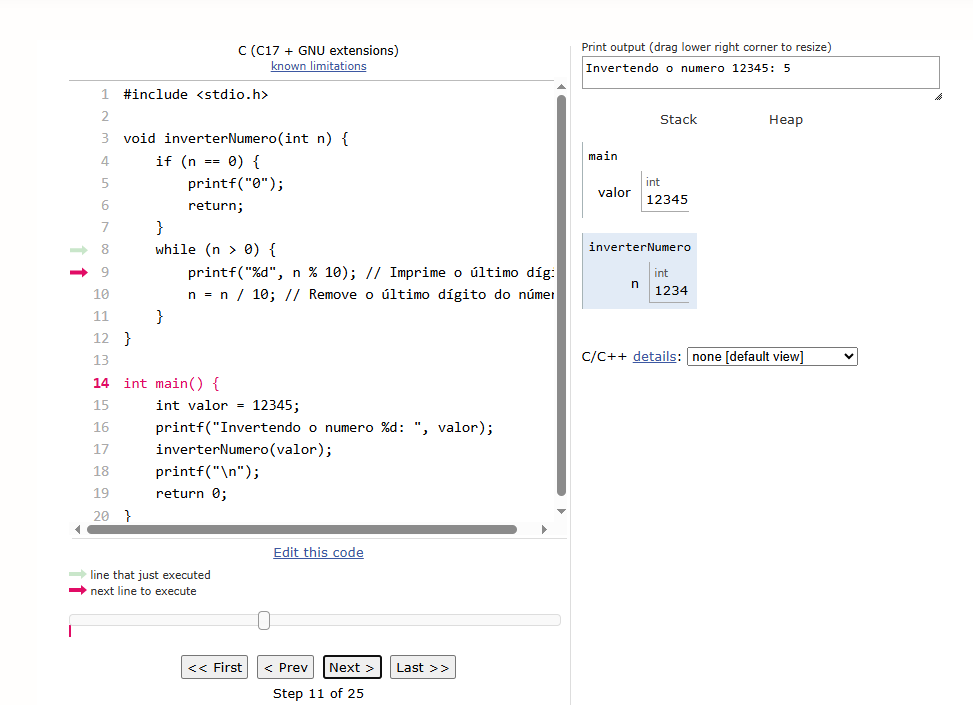 C (C17 + GNU extensions)
known limitations
1 #include <stdio.h>
2
3 void inverterNumero(int n) {
4     if (n == 0) {
5         printf("0");
6         return;
7     }
8     while (n > 0) {
9         printf("%d", n % 10); // Imprime o último díg
10         n = n / 10; // Remove o último dígito do núme
11     }
12 }
13
14 int main() {
15     int valor = 12345;
16     printf("Invertendo o numero %d: ", valor);
17     inverterNumero(valor);
18     printf("\n");
19     return 0;
20 }
Edit this code
line that just executed
next line to execute
<< First < Prev Next > Last >>
Step 11 of 25
Print output (drag lower right corner to resize)
Invertendo o numero 12345: 5
Stack Heap
main
int
valor 12345
inverterNumero
int
n 1234
C/C++ details: none [default view]